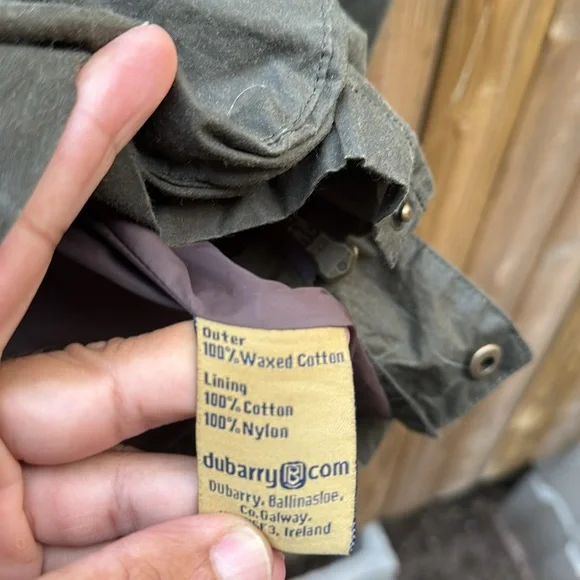 Outer
100% Waxed Cotton
Lining
100% Cotton
100% Nylon
dubarry com
Dubarry, Ballinasloe,
Co. Galway,
Ireland